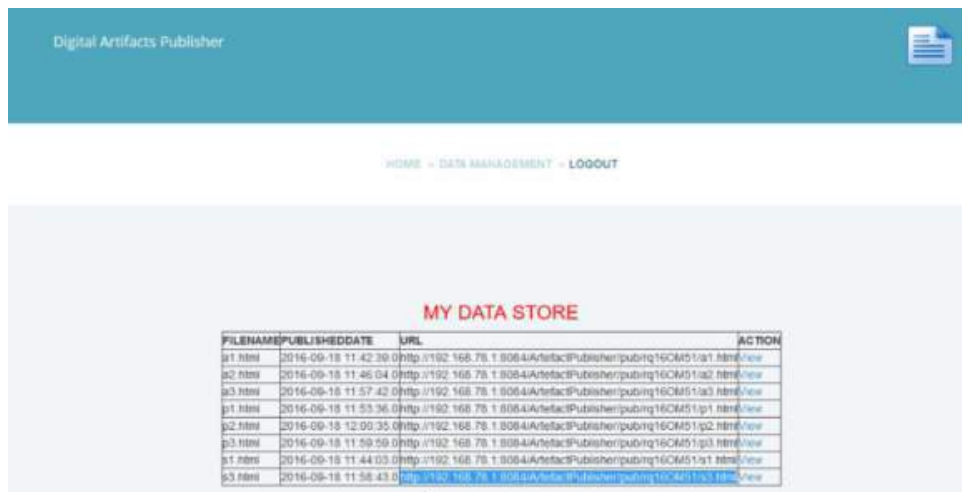 Digital Artifacts Publisher
HOME » DATA MANAGEMENT » LOGOUT
MY DATA STORE
FILENAME PUBLISHEDDATE URL ACTION
a1.html 2016-09-18 11:42:39.0 http://192.168.78.1:8084/ArtefactPublisher/pub/rq16OM51/a1.html View
a2.html 2016-09-18 11:46:04.0 http://192.168.78.1:8084/ArtefactPublisher/pub/rq16OM51/a2.html View
a3.html 2016-09-18 11:57:42.0 http://192.168.78.1:8084/ArtefactPublisher/pub/rq16OM51/a3.html View
p1.html 2016-09-18 11:53:36.0 http://192.168.78.1:8084/ArtefactPublisher/pub/rq16OM51/p1.html View
p2.html 2016-09-18 12:00:35.0 http://192.168.78.1:8084/ArtefactPublisher/pub/rq16OM51/p2.html View
p3.html 2016-09-18 11:59:59.0 http://192.168.78.1:8084/ArtefactPublisher/pub/rq16OM51/p3.html View
s1.html 2016-09-18 11:44:03.0 http://192.168.78.1:8084/ArtefactPublisher/pub/rq16OM51/s1.html View
s3.html 2016-09-18 11:58:43.0 http://192.168.78.1:8084/ArtefactPublisher/pub/rq16OM51/s3.html View